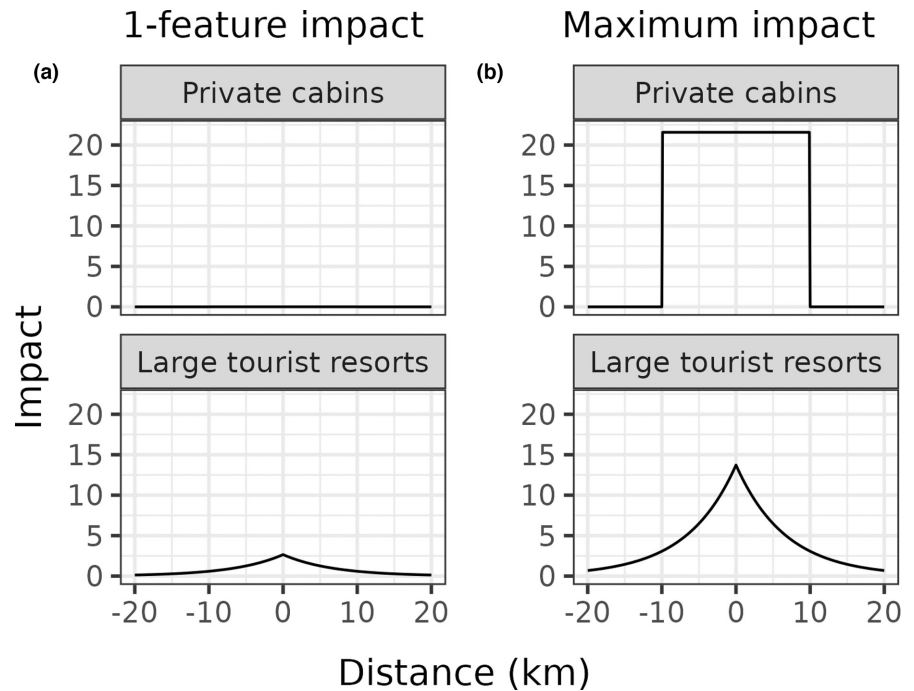 1-feature impact
Maximum impact
(a)
(b)
Private cabins
Private cabins
20
15
10
5
0
20
15
10
5
0
Impact
Large tourist resorts
Large tourist resorts
20
15
10
5
0
20
15
10
5
0
-20 -10 0 10 20
-20 -10 0 10 20
Distance (km)